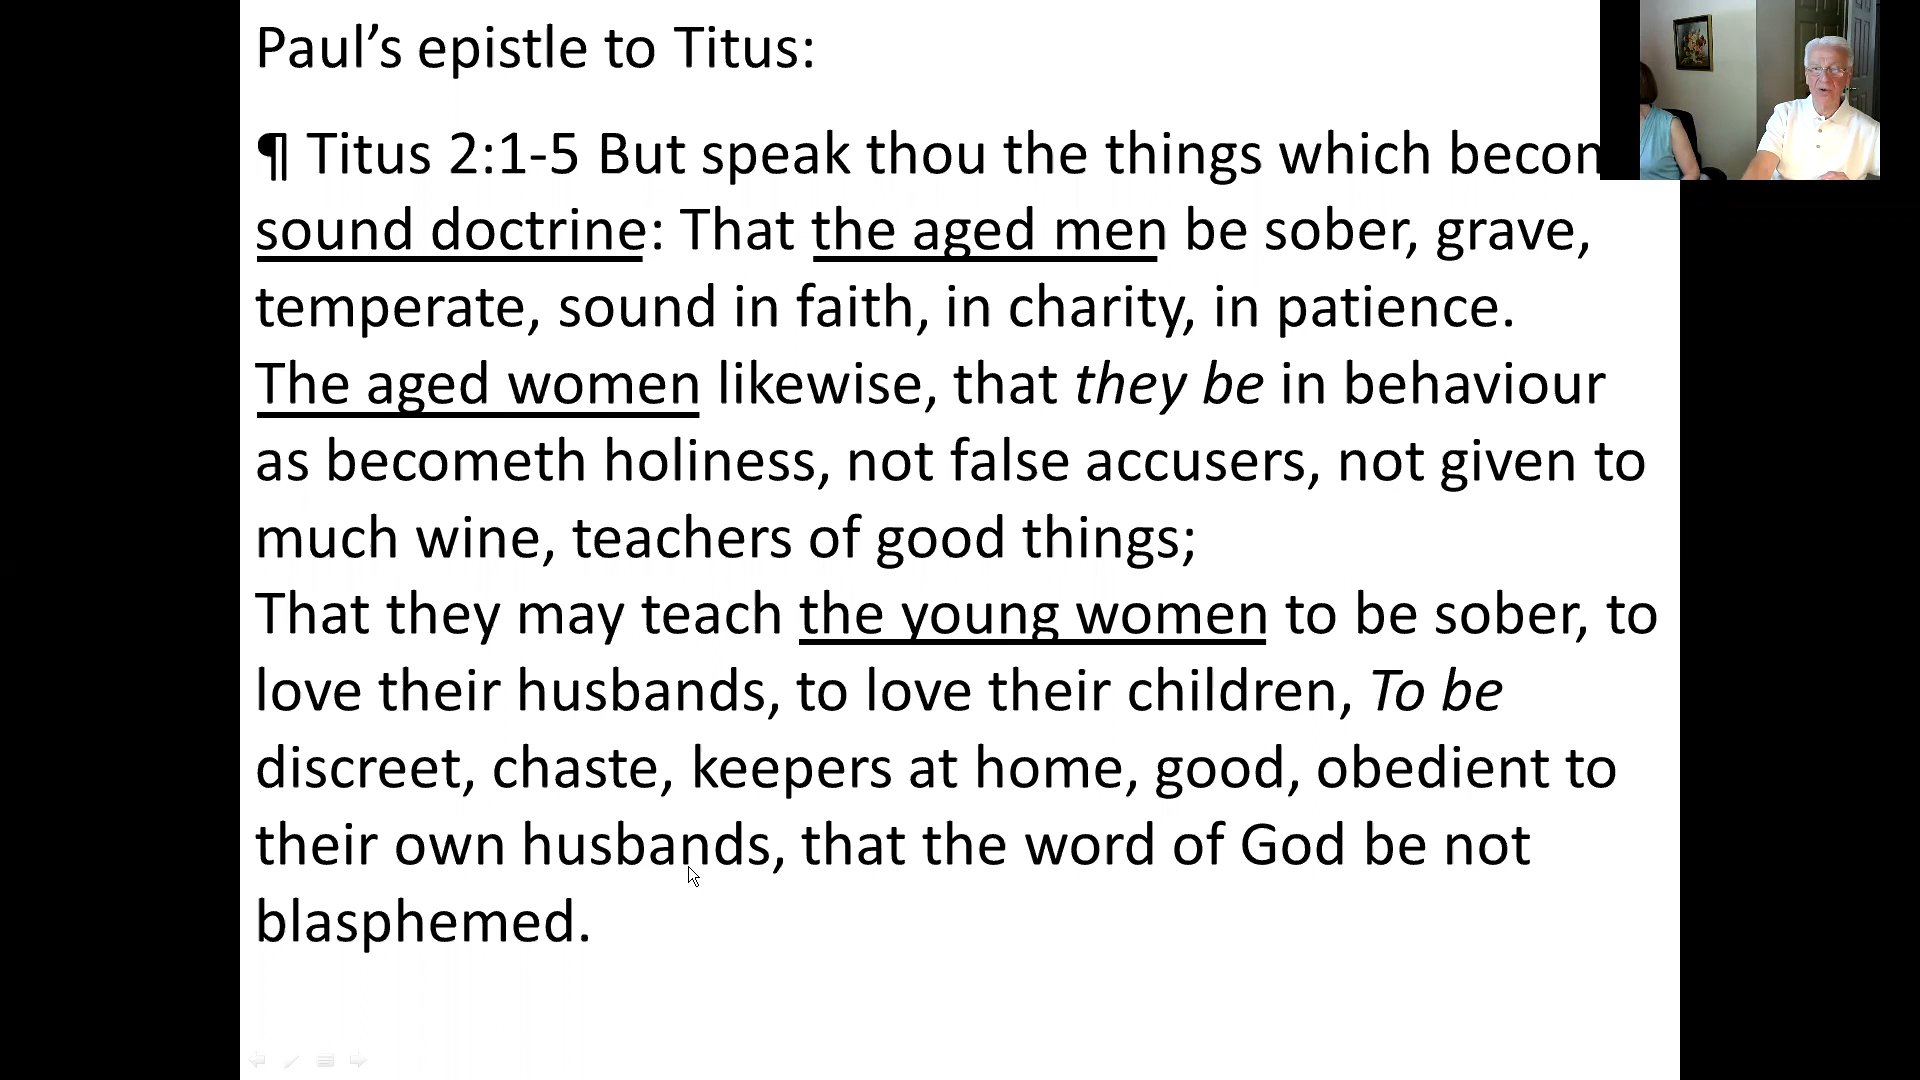 Paul’s epistle to Titus:
¶ Titus 2:1-5 But speak thou the things which
sound doctrine: That the aged men be sober, grave,
temperate, sound in faith, in charity, in patience.
The aged women likewise, that they be in behaviour
as becometh holiness, not false accusers, not given to
much wine, teachers of good things;
That they may teach the young women to be sober, to
love their husbands, to love their children, To be
discreet, chaste, keepers at home, good, obedient to
their own husbands, that the word of God be not
blasphemed.